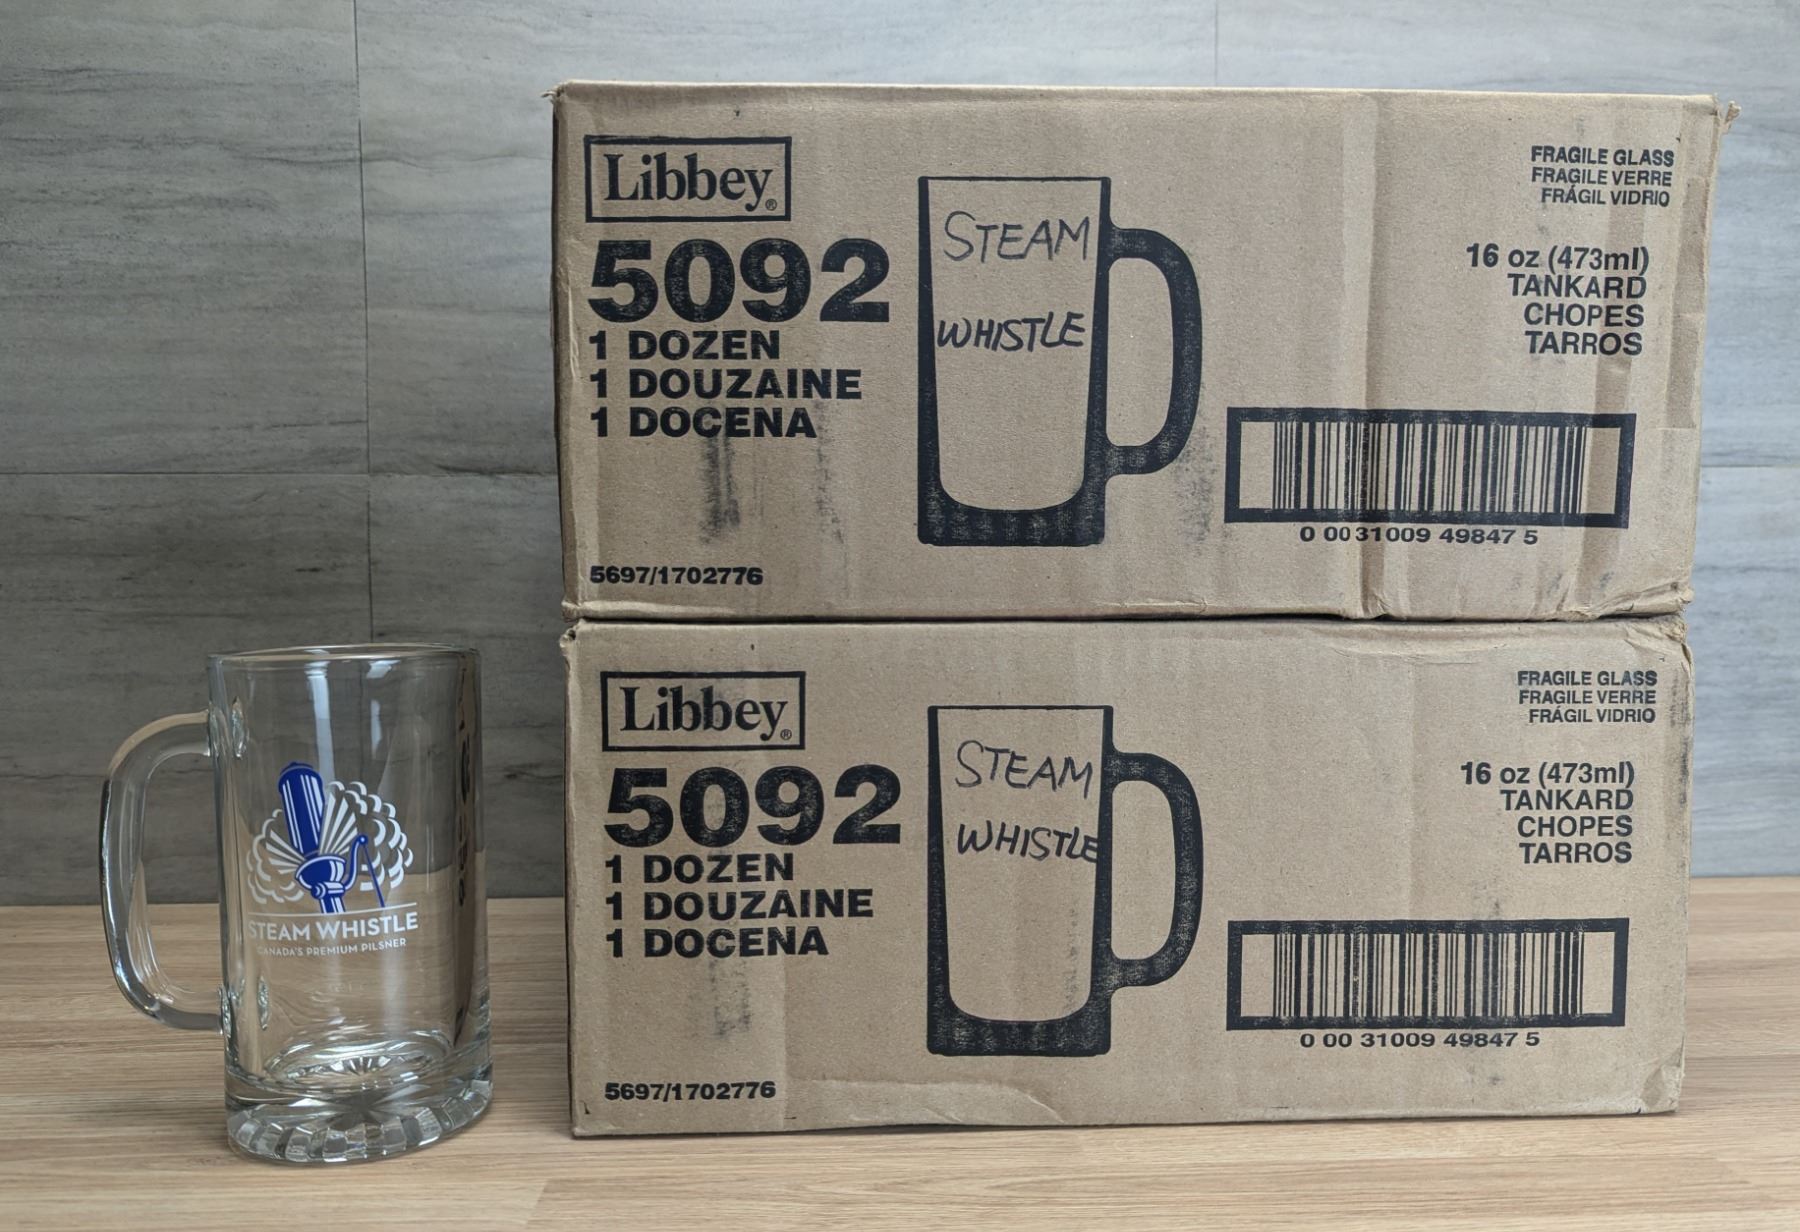 Libbey®
5092
1 DOZEN
1 DOUZAINE
1 DOCENA
5697/1702776
STEAM
WHISTLE
FRAGILE GLASS
FRAGILE VERRE
FRÁGIL VIDRIO
16 oz (473ml)
TANKARD
CHOPES
TARROS
0 00 31009 49847 5
Libbey®
5092
1 DOZEN
1 DOUZAINE
1 DOCENA
5697/1702776
STEAM
WHISTLE
FRAGILE GLASS
FRAGILE VERRE
FRÁGIL VIDRIO
16 oz (473ml)
TANKARD
CHOPES
TARROS
0 00 31009 49847 5
STEAM WHISTLE
CANADA'S PREMIUM PILSNER